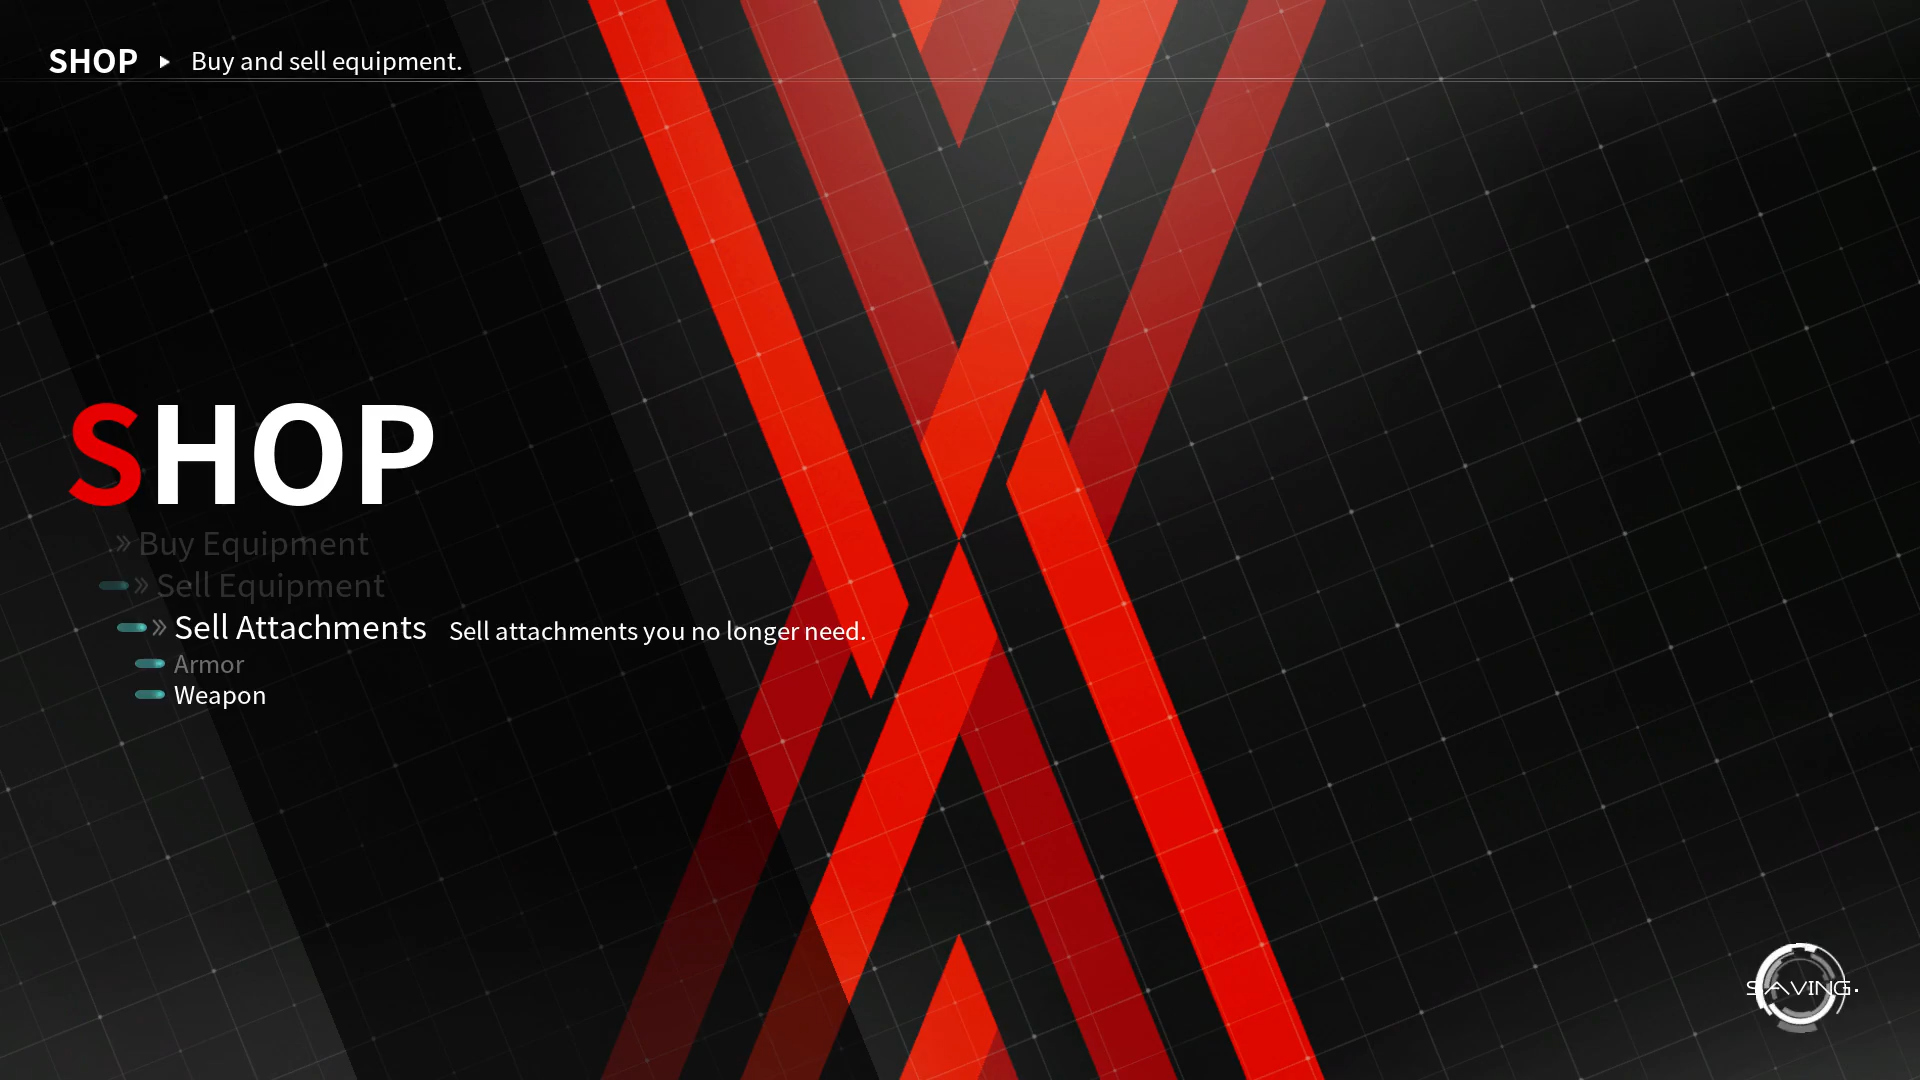 SHOP Buy and sell equipment.
SHOP
Buy Equipment
Sell Equipment
Sell Attachments Sell attachments you no longer need.
Armor
Weapon
SAVING.